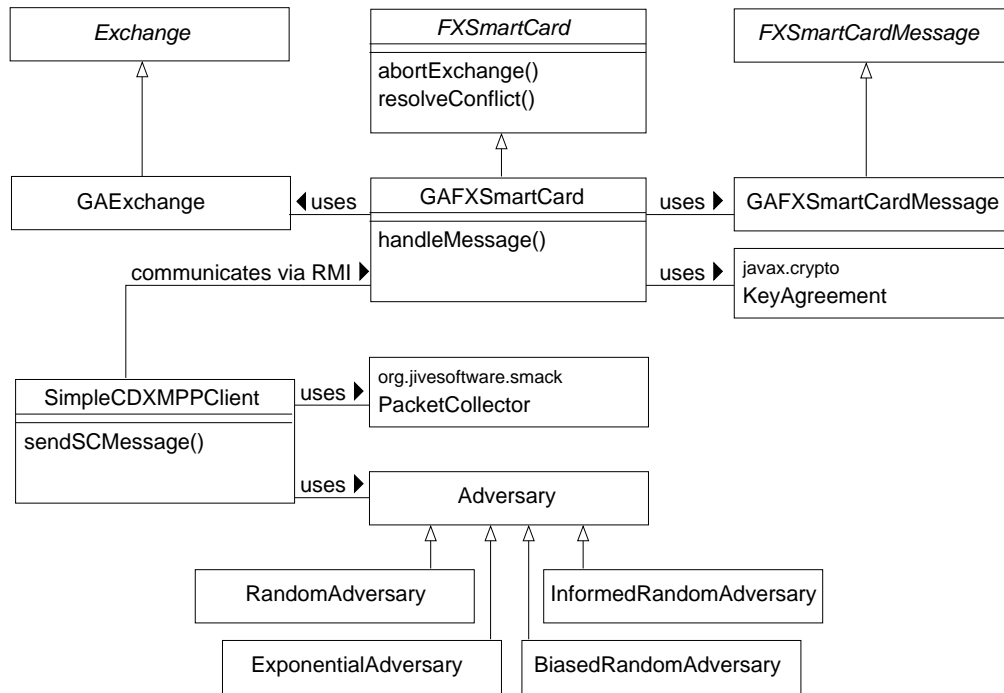 Exchange
FXSmartCard
FXSmartCardMessage
abortExchange()
resolveConflict()
GAExchange
uses
GAFXSmartCard
uses
GAFXSmartCardMessage
handleMessage()
communicates via RMI
uses
javax.crypto
KeyAgreement
SimpleCDXMPPClient
uses
org.jivesoftware.smack
PacketCollector
sendSCMessage()
uses
Adversary
RandomAdversary
InformedRandomAdversary
ExponentialAdversary
BiasedRandomAdversary